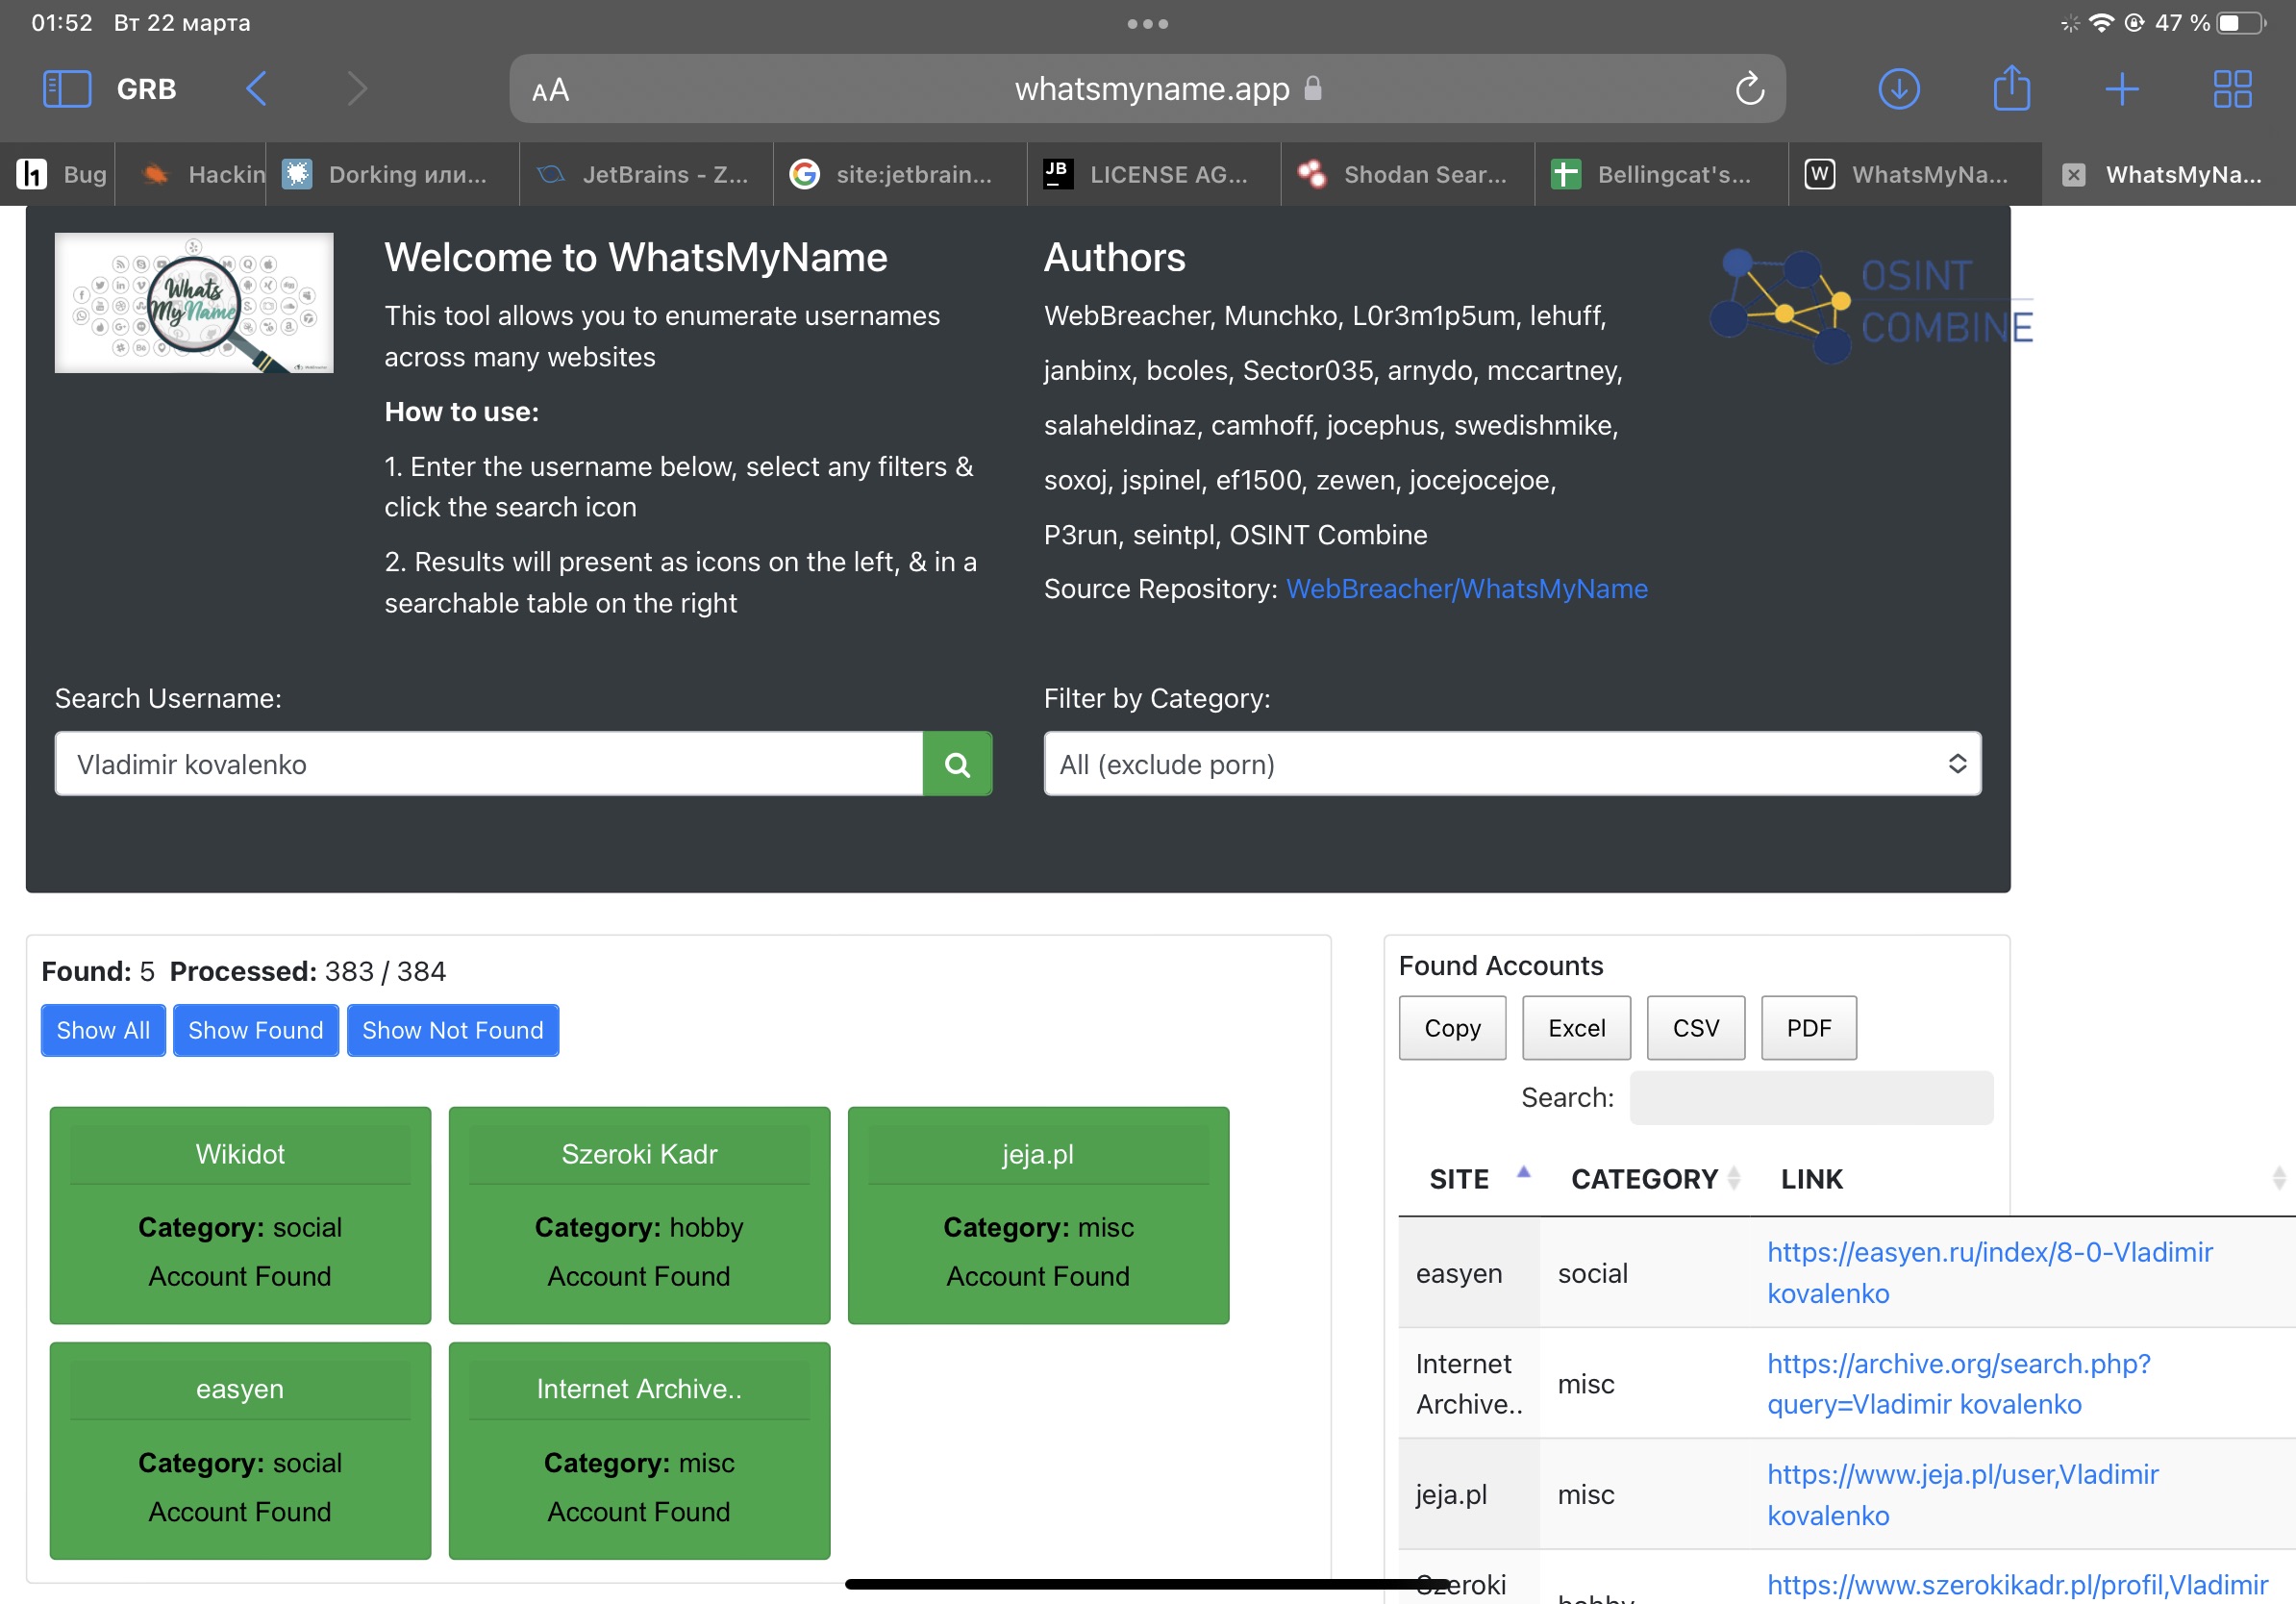 01:52 Вт 22 марта
47 %
GRB
AA
whatsmyname.app
Bug
Hackin
Dorking или...
JetBrains - Z...
site:jetbrain...
JB
LICENSE AG...
Shodan Sear...
Bellingcat's...
W
WhatsMyNa...
WhatsMyNa...
Whats
MyName
Welcome to WhatsMyName
This tool allows you to enumerate usernames
across many websites
How to use:
1. Enter the username below, select any filters &
click the search icon
2. Results will present as icons on the left, & in a
searchable table on the right
Authors
WebBreacher, Munchko, L0r3m1p5um, lehuff,
janbinx, bcoles, Sector035, arnydo, mccartney,
salaheldinaz, camhoff, jocephus, swedishmike,
soxoj, jspinel, ef1500, zewen, jocejocejoe,
P3run, seintpl, OSINT Combine
Source Repository: WebBreacher/WhatsMyName
OSINT
COMBINE
Search Username:
Vladimir kovalenko
Filter by Category:
All (exclude porn)
Found: 5 Processed: 383 / 384
Show All
Show Found
Show Not Found
Wikidot
Category: social
Account Found
Szeroki Kadr
Category: hobby
Account Found
jeja.pl
Category: misc
Account Found
easyen
Category: social
Account Found
Internet Archive..
Category: misc
Account Found
Found Accounts
Copy
Excel
CSV
PDF
Search:
SITE CATEGORY LINK
easyen social https://easyen.ru/index/8-0-Vladimir
kovalenko
Internet
Archive..
misc
https://archive.org/search.php?
query=Vladimir kovalenko
jeja.pl misc https://www.jeja.pl/user,Vladimir
kovalenko
Szeroki
hobby
https://www.szerokikadr.pl/profil,Vladimir